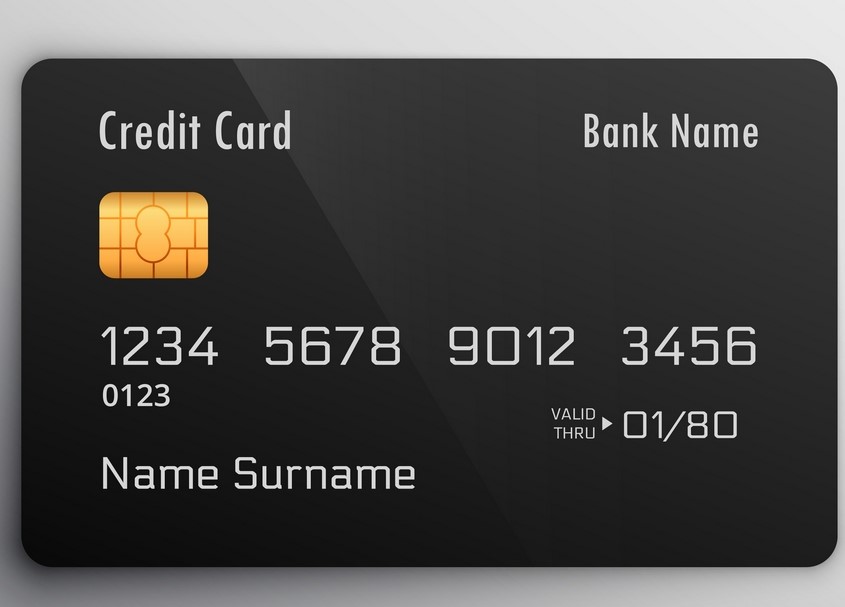 Credit Card
Bank Name
1234 5678 9012 3456
0123
VALID
THRU
01/80
Name Surname